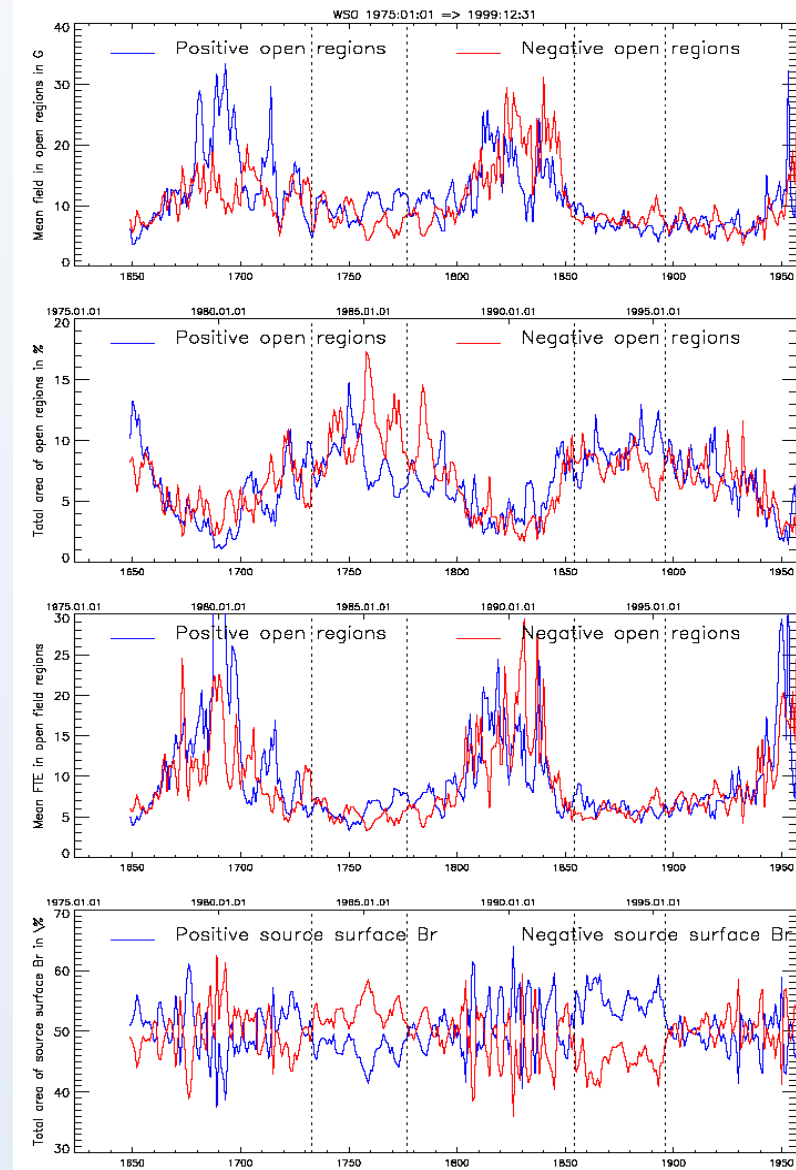 WSO 1975:01:01 => 1999:12:31
Positive open regions Negative open regions
Mean field in open regions in G
40
30
20
10
0
1650 1700 1750 1800 1850 1900 1950
1975.01.01 1980.01.01 1985.01.01 1990.01.01 1995.01.01
Positive open regions Negative open regions
Total area of open regions in %
20
15
10
5
0
1650 1700 1750 1800 1850 1900 1950
1975.01.01 1980.01.01 1985.01.01 1990.01.01 1995.01.01
Positive open regions Negative open regions
Mean FTE in open field regions
30
25
20
15
10
5
0
1650 1700 1750 1800 1850 1900 1950
1975.01.01 1980.01.01 1985.01.01 1990.01.01 1995.01.01
Positive source surface Br Negative source surface Br
Total area of source surface Br in \%
70
60
50
40
30
1650 1700 1750 1800 1850 1900 1950